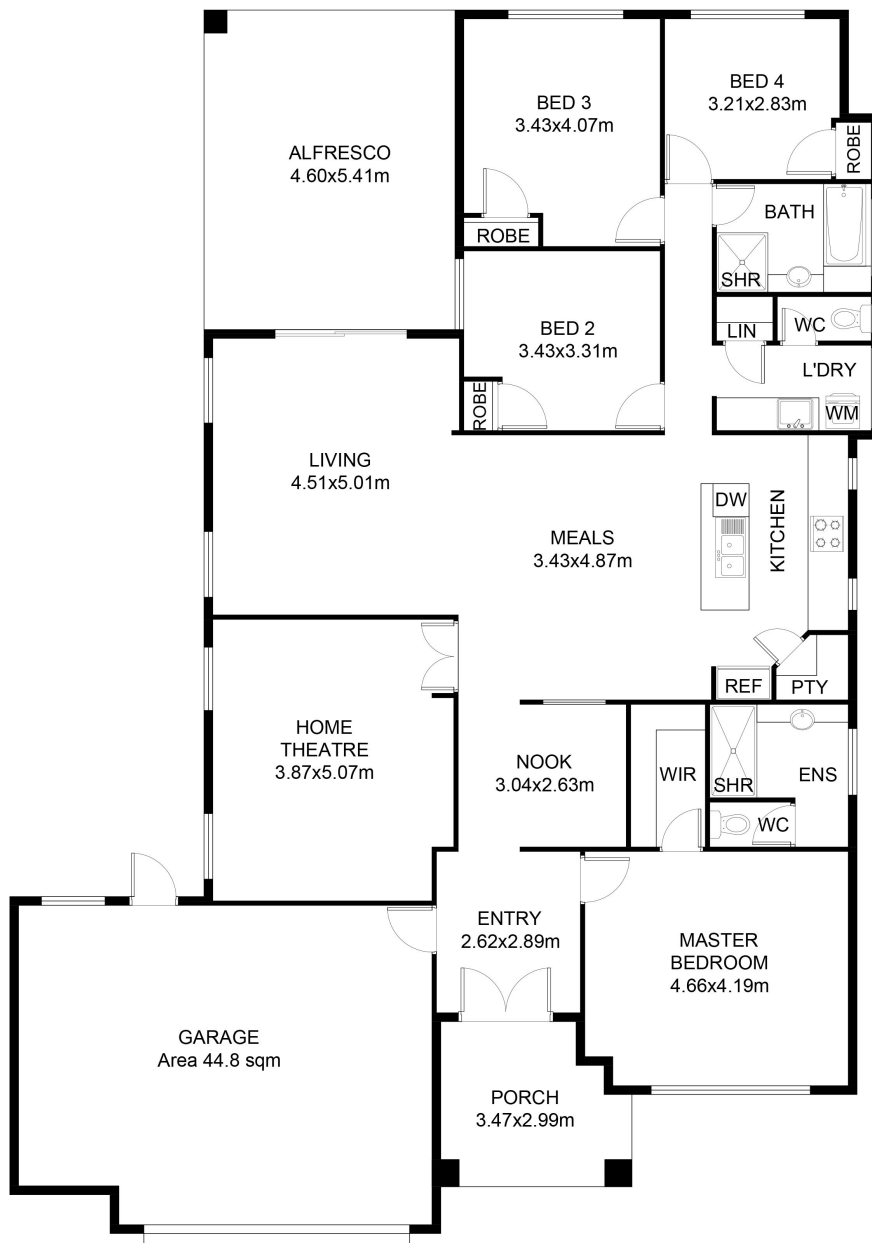 BED 3
3.43x4.07m
BED 4
3.21x2.83m
ROBE
ALFRESCO
4.60x5.41m
ROBE
BATH
SHR
BED 2
3.43x3.31m
LIN
WC
L'DRY
ROBE
WM
LIVING
4.51x5.01m
DW
KITCHEN
MEALS
3.43x4.87m
REF
PTY
HOME
THEATRE
3.87x5.07m
NOOK
3.04x2.63m
WIR
SHR
ENS
WC
ENTRY
2.62x2.89m
MASTER
BEDROOM
4.66x4.19m
GARAGE
Area 44.8 sqm
PORCH
3.47x2.99m